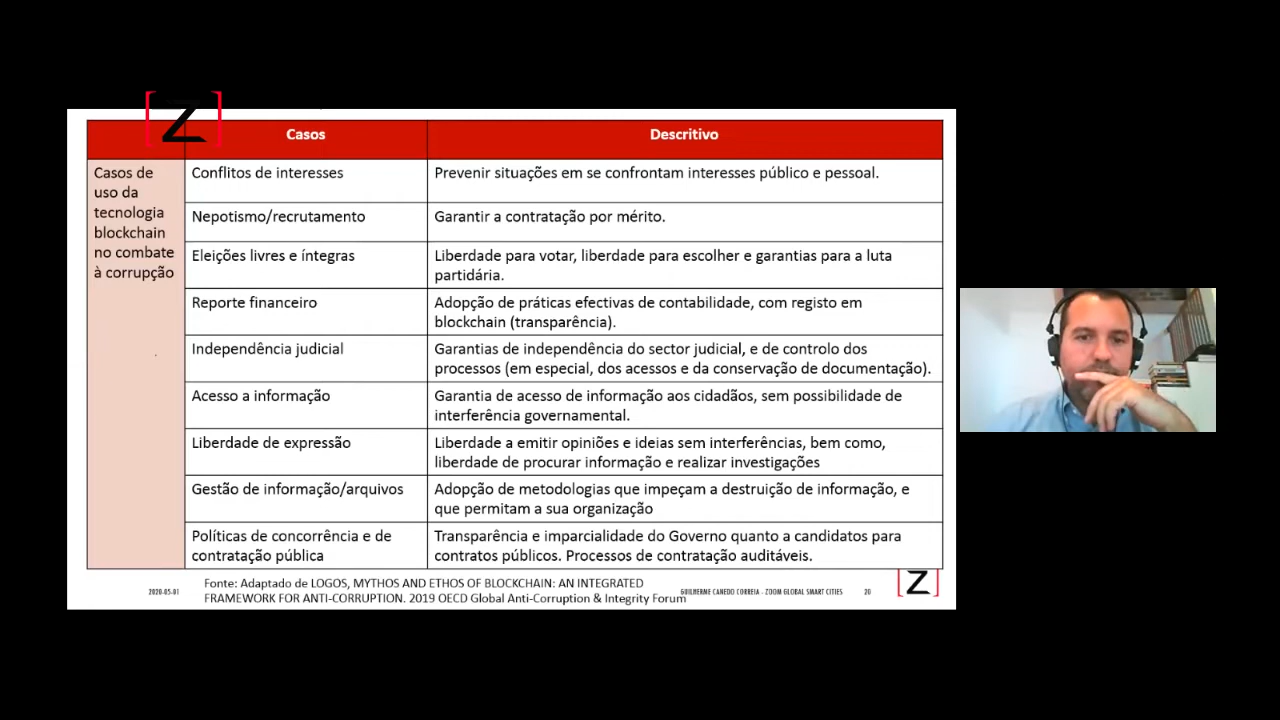 [Z]
Casos
Descritivo
Casos de
uso da
tecnologia
blockchain
no combate
à corrupção
Conflitos de interesses
Prevenir situações em se confrontam interesses público e pessoal.
Nepotismo/recrutamento
Garantir a contratação por mérito.
Eleições livres e íntegras
Liberdade para votar, liberdade para escolher e garantias para a luta
partidária.
Reporte financeiro
Adopção de práticas efectivas de contabilidade, com registo em
blockchain (transparência).
Independência judicial
Garantias de independência do sector judicial, e de controlo dos
processos (em especial, dos acessos e da conservação de documentação).
Acesso a informação
Garantia de acesso de informação aos cidadãos, sem possibilidade de
interferência governamental.
Liberdade de expressão
Liberdade a emitir opiniões e ideias sem interferências, bem como,
liberdade de procurar informação e realizar investigações
Gestão de informação/arquivos
Adopção de metodologias que impeçam a destruição de informação, e
que permitam a sua organização
Políticas de concorrência e de
contratação pública
Transparência e imparcialidade do Governo quanto a candidatos para
contratos públicos. Processos de contratação auditáveis.
Fonte: Adaptado de LOGOS, MYTHOS AND ETHOS OF BLOCKCHAIN: AN INTEGRATED
FRAMEWORK FOR ANTI-CORRUPTION. 2019 OECD Global Anti-Corruption & Integrity Forum
2020-05-01
GUILHERME CANEDO CORREIA - ZOOM GLOBAL SMART CITIES
20
[Z]